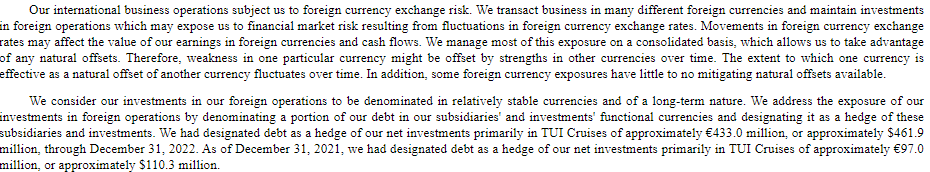 Our international business operations subject us to foreign currency exchange risk. We transact business in many different foreign currencies and maintain investments
in foreign operations which may expose us to financial market risk resulting from fluctuations in foreign currency exchange rates. Movements in foreign currency exchange
rates may affect the value of our earnings in foreign currencies and cash flows. We manage most of this exposure on a consolidated basis, which allows us to take advantage
of any natural offsets. Therefore, weakness in one particular currency might be offset by strengths in other currencies over time. The extent to which one currency is
effective as a natural offset of another currency fluctuates over time. In addition, some foreign currency exposures have little to no mitigating natural offsets available.
We consider our investments in our foreign operations to be denominated in relatively stable currencies and of a long-term nature. We address the exposure of our
investments in foreign operations by denominating a portion of our debt in our subsidiaries' and investments' functional currencies and designating it as a hedge of these
subsidiaries and investments. We had designated debt as a hedge of our net investments primarily in TUI Cruises of approximately €433.0 million, or approximately $461.9
million, through December 31, 2022. As of December 31, 2021, we had designated debt as a hedge of our net investments primarily in TUI Cruises of approximately €97.0
million, or approximately $110.3 million.